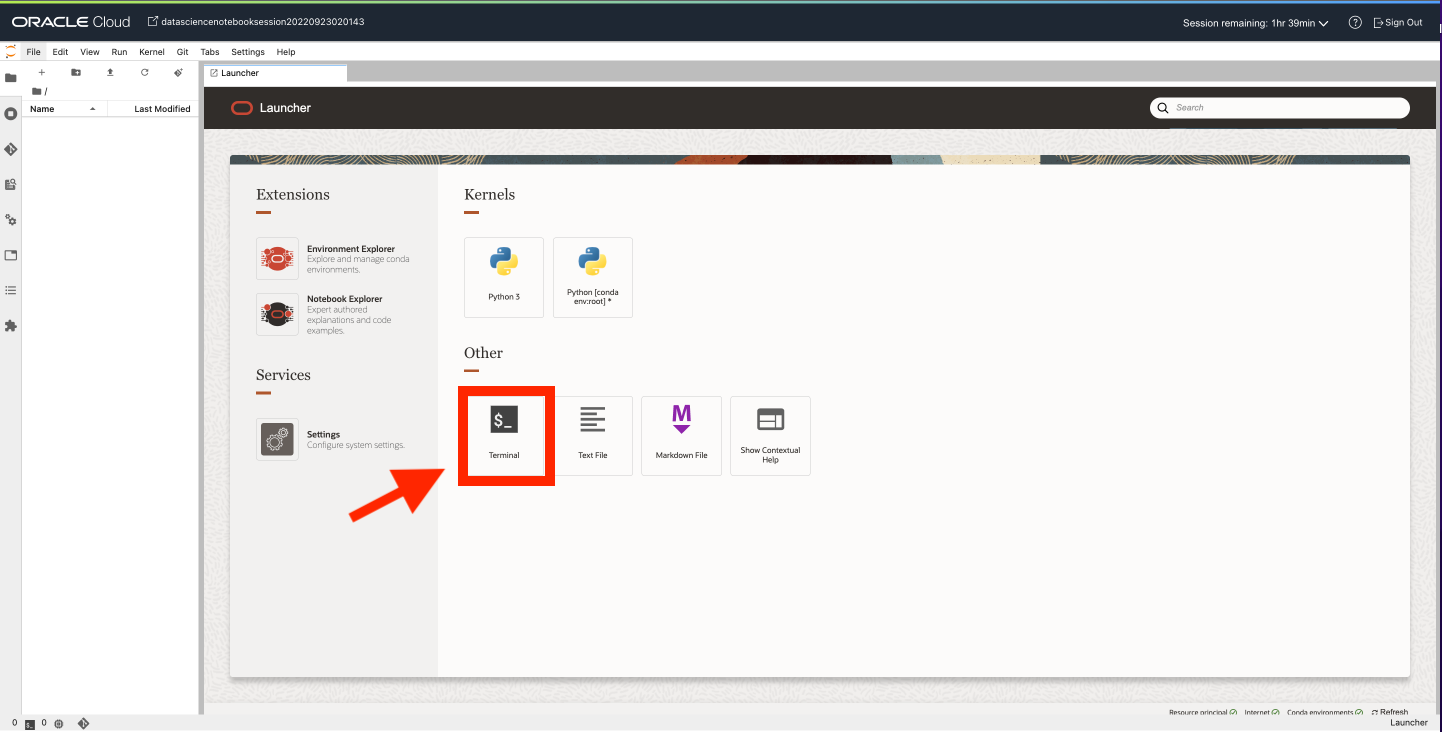 ORACLE Cloud
datasciencenotebooksession20220923020143
Session remaining: 1hr 39min
Sign Out
File Edit View Run Kernel Git Tabs Settings Help
/
Name Last Modified
Launcher
Launcher
Search
Extensions
Environment Explorer
Explore and manage conda
environments.
Notebook Explorer
Expert authored
explanations and code
examples.
Services
Settings
Configure system settings.
Kernels
Python 3
Python [conda
env:root] *
Other
$_
Terminal
Text File
M
Markdown File
Show Contextual
Help
Resource principal Internet Conda environments Refresh
0 $_ 0
Launcher